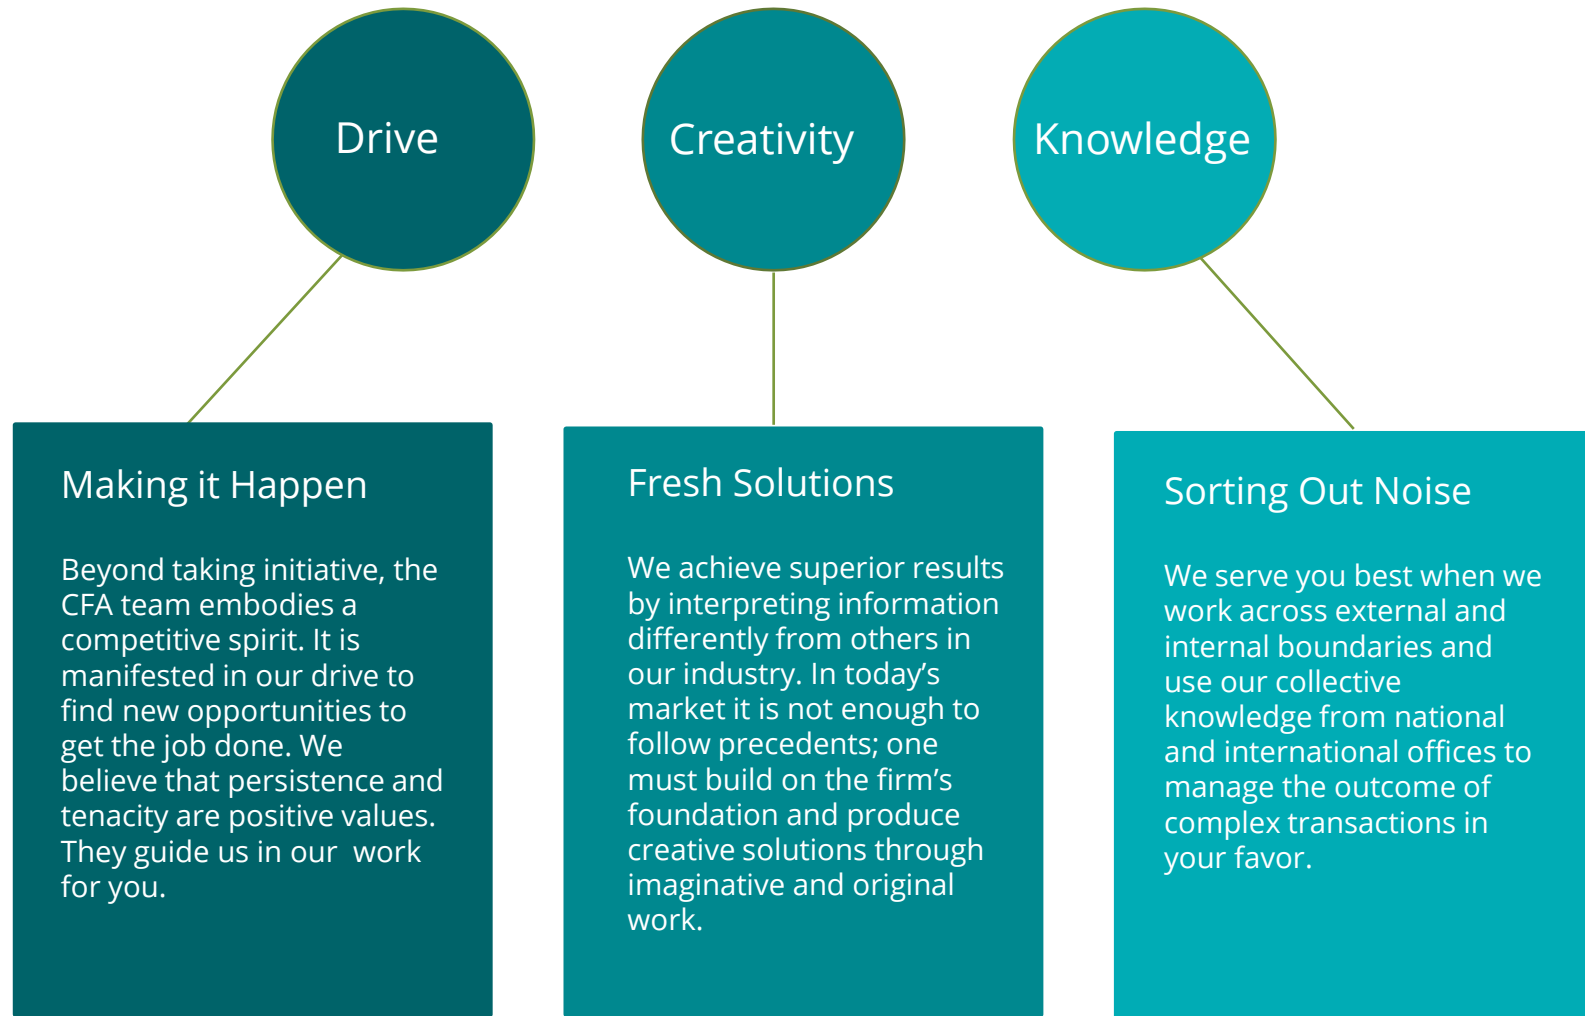 Drive
Creativity
Knowledge
Making it Happen
Beyond taking initiative, the
CFA team embodies a
competitive spirit. It is
manifested in our drive to
find new opportunities to
get the job done. We
believe that persistence and
tenacity are positive values.
They guide us in our  work
for you.
Fresh Solutions
We achieve superior results
by interpreting information
differently from others in
our industry. In today’s
market it is not enough to
follow precedents; one
must build on the firm’s
foundation and produce
creative solutions through
imaginative and original
work.
Sorting Out Noise
We serve you best when we
work across external and
internal boundaries and
use our collective
knowledge from national
and international offices to
manage the outcome of
complex transactions in
your favor.